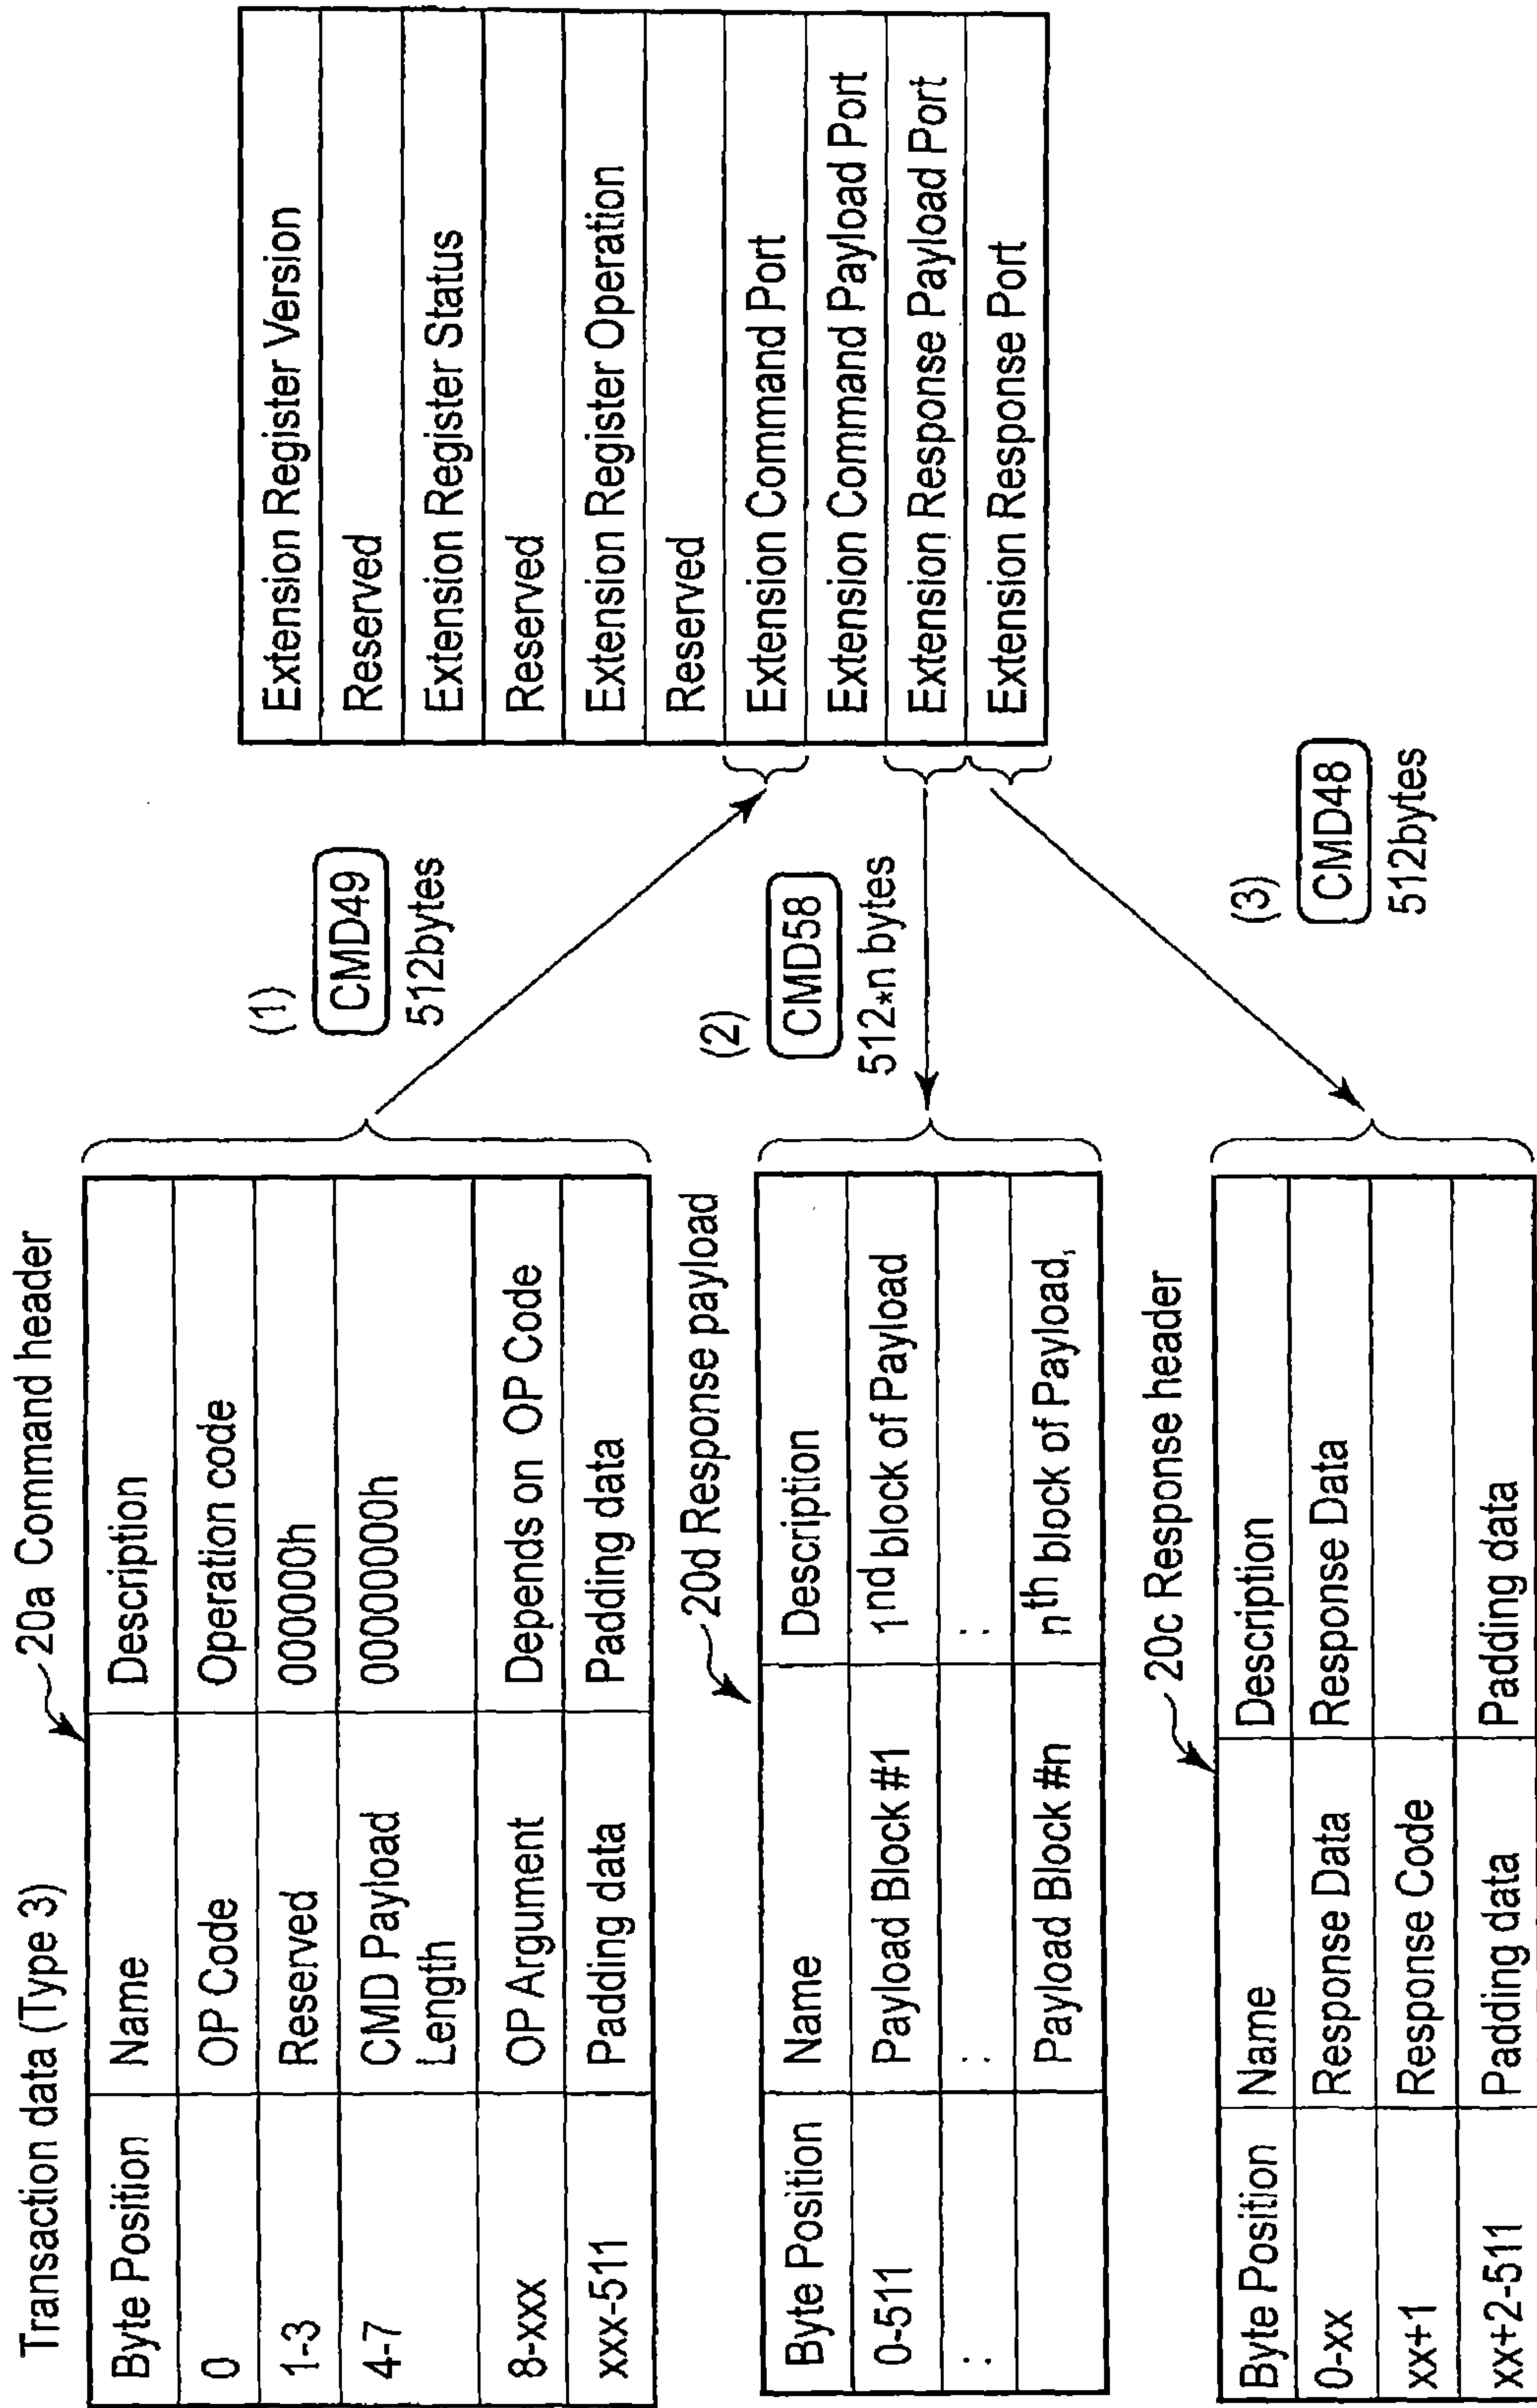 Transaction data (Type 3)
20a Command header
Byte Position Name Description
0 OP Code Operation code
1-3 Reserved 000000h
4-7 CMD Payload Length 00000000h
8-xxx OP Argument Depends on OP Code
xxx-511 Padding data Padding data
20d Response payload
Byte Position Name Description
0-511 Payload Block #1 1nd block of Payload
: : :
Payload Block #n nth block of Payload,
20c Response header
Byte Position Name Description
0-xx Response Data Response Data
xx+1 Response Code
xx+2-511 Padding data Padding data
(1)
CMD49
512bytes
(2)
CMD58
512*n bytes
(3)
CMD48
512bytes
Extension Register Version
Reserved
Extension Register Status
Reserved
Extension Register Operation
Reserved
Extension Command Port
Extension Command Payload Port
Extension Response Payload Port
Extension Response Port